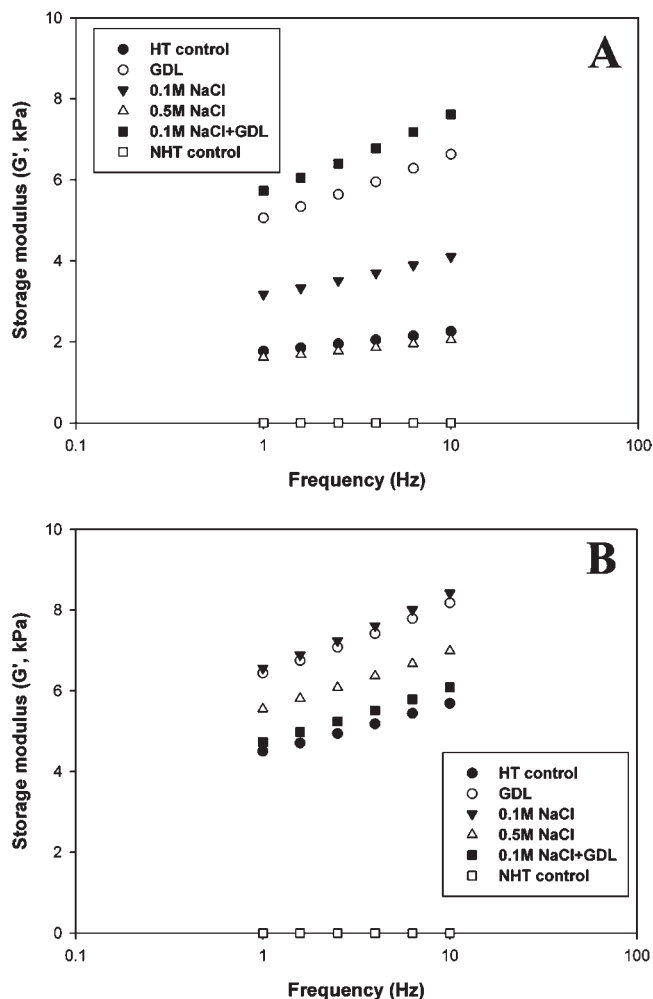 A
HT control
GDL
0.1M NaCl
0.5M NaCl
0.1M NaCl+GDL
NHT control
Storage modulus (G', kPa)
10
8
6
4
2
0
0.1 1 10 100
Frequency (Hz)
B
Storage modulus (G', kPa)
10
8
6
4
2
0
HT control
GDL
0.1M NaCl
0.5M NaCl
0.1M NaCl+GDL
NHT control
0.1 1 10 100
Frequency (Hz)